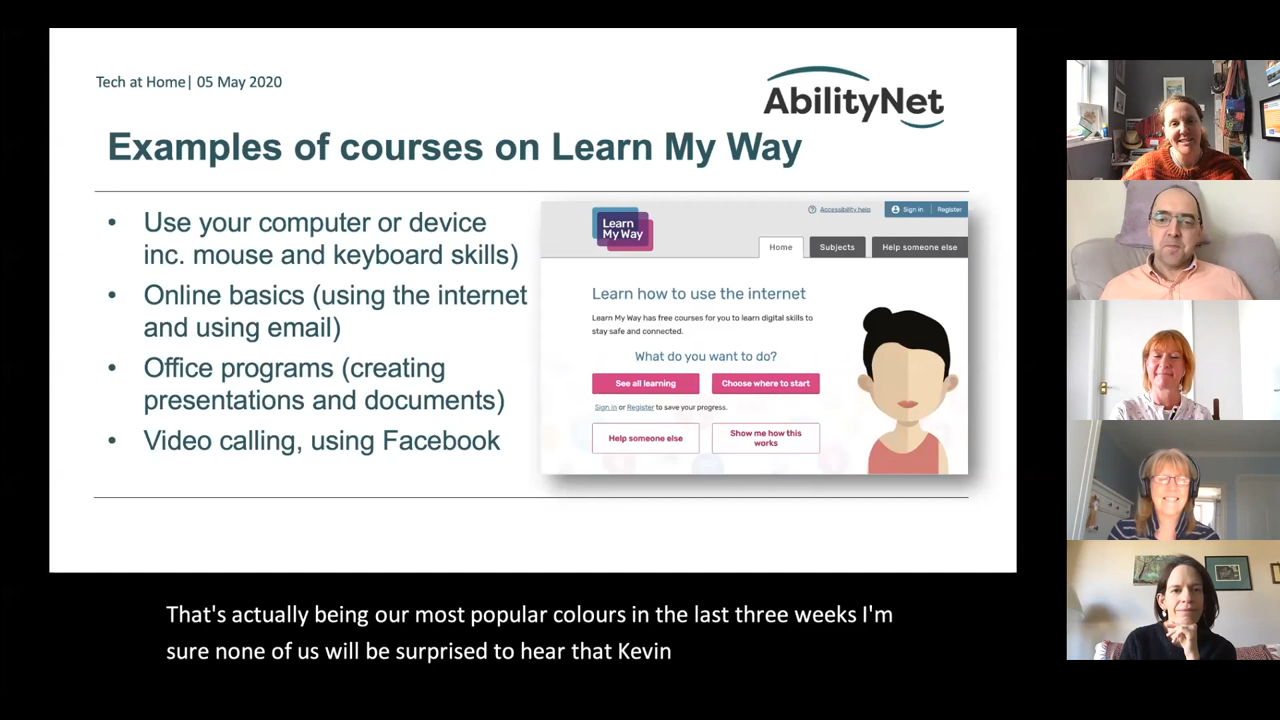 Tech at Home| 05 May 2020
AbilityNet
Examples of courses on Learn My Way
• Use your computer or device
inc. mouse and keyboard skills)
• Online basics (using the internet
and using email)
• Office programs (creating
presentations and documents)
• Video calling, using Facebook
Learn
My Way
Accessibility help
Sign in
Register
Home
Subjects
Help someone else
Learn how to use the internet
Learn My Way has free courses for you to learn digital skills to
stay safe and connected.
What do you want to do?
See all learning
Choose where to start
Sign in or Register to save your progress.
Help someone else
Show me how this
works
That's actually being our most popular colours in the last three weeks I'm
sure none of us will be surprised to hear that Kevin